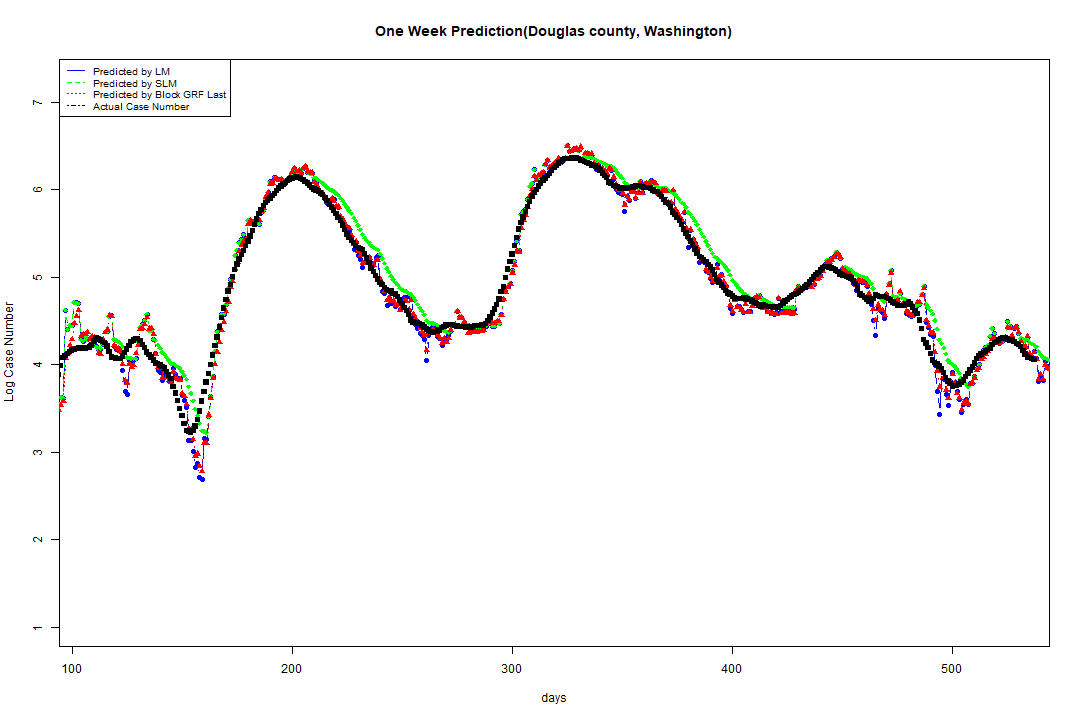 One Week Prediction(Douglas county, Washington)
Predicted by LM
Predicted by SLM
Predicted by Block GRF Last
Actual Case Number
7
6
5
4
3
2
1
Log Case Number
100 200 300 400 500
days